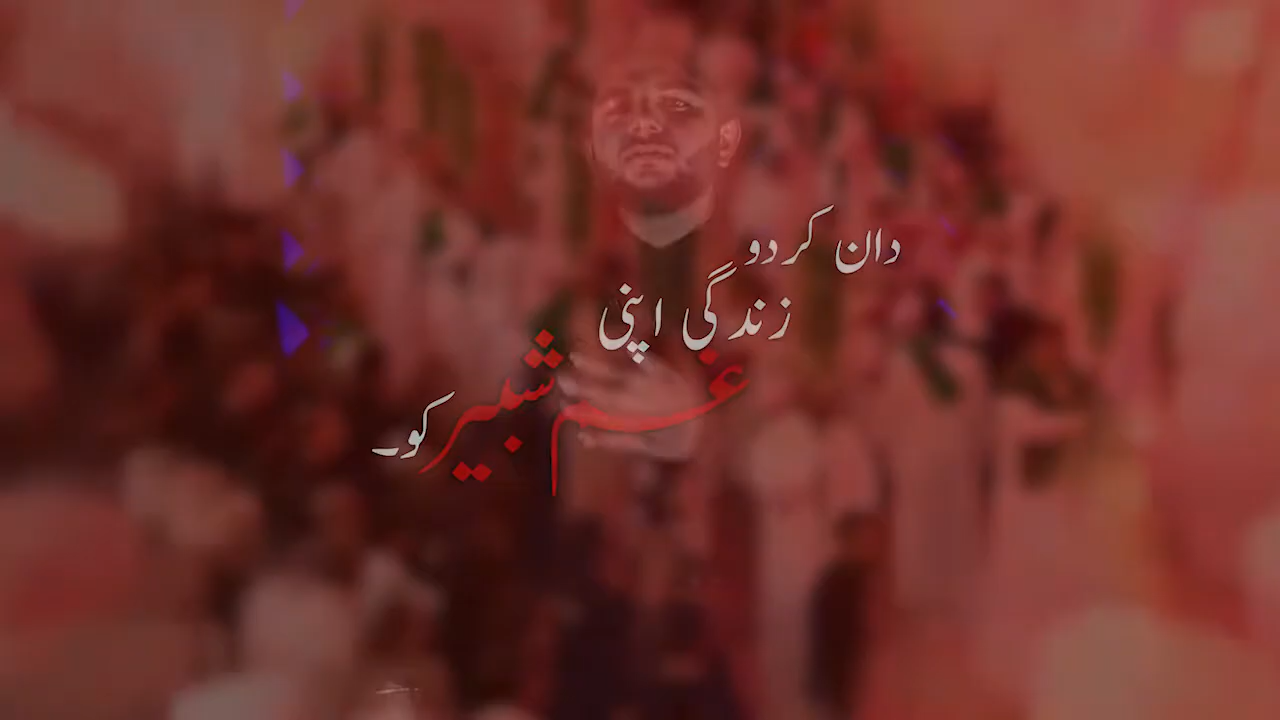 دان کر دو
زندگی اپنی
غم شبیر کو۔